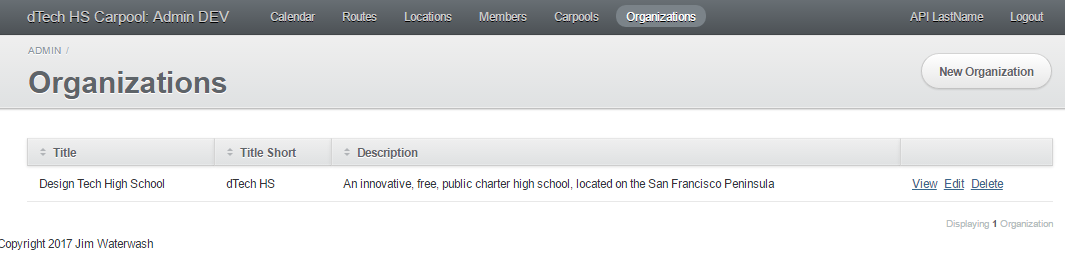 dTech HS Carpool: Admin DEV Calendar Routes Locations Members Carpools Organizations API LastName Logout
ADMIN /
Organizations
New Organization
Title Title Short Description
Design Tech High School dTech HS An innovative, free, public charter high school, located on the San Francisco Peninsula View Edit Delete
Displaying 1 Organization
Copyright 2017 Jim Waterwash